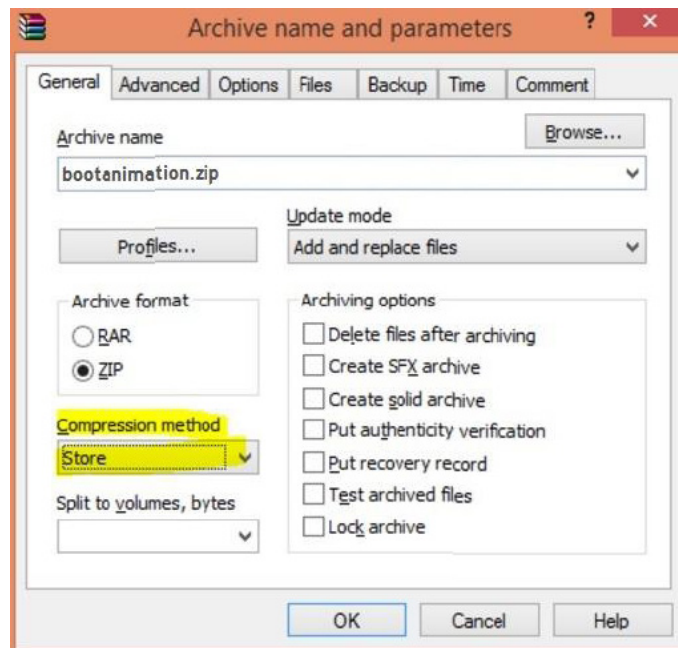 Archive name and parameters ?
General Advanced Options Files Backup Time Comment
Archive name
Browse...
bootanimation.zip
Update mode
Profiles...
Add and replace files
Archive format
RAR
ZIP
Compression method
Store
Split to volumes, bytes
Archiving options
Delete files after archiving
Create SFX archive
Create solid archive
Put authenticity verification
Put recovery record
Test archived files
Lock archive
OK Cancel Help